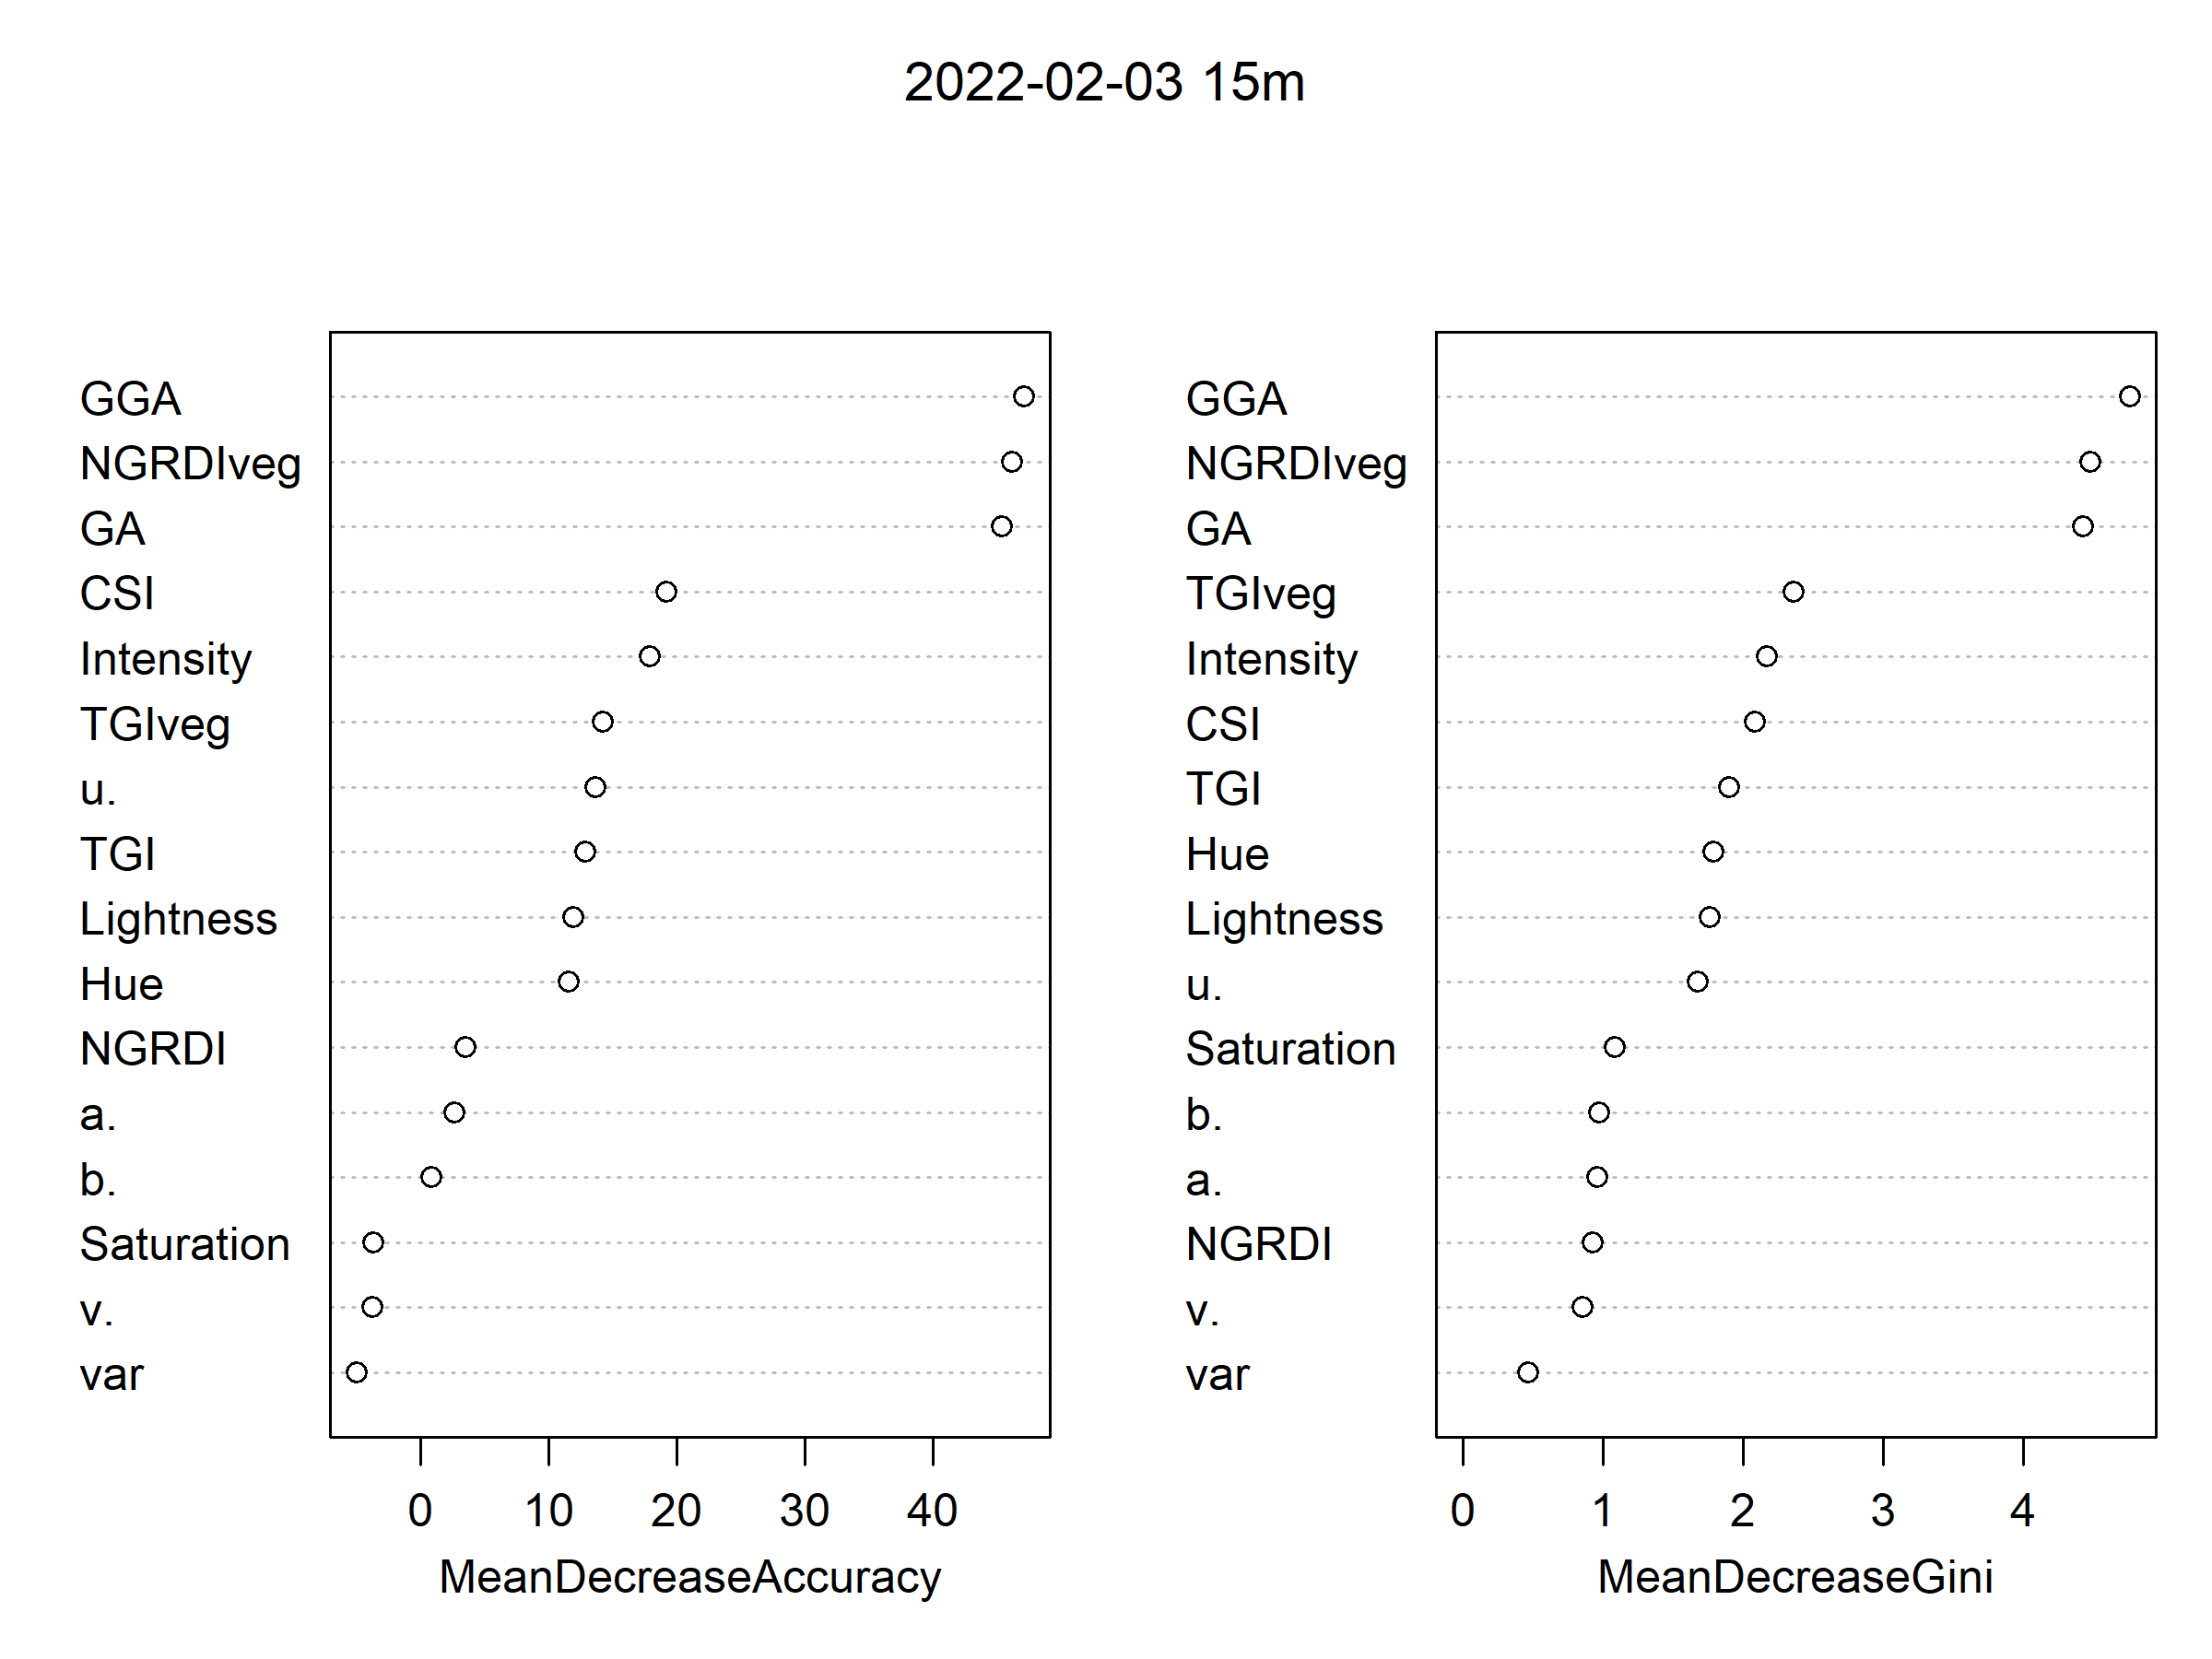 2022-02-03 15m
GGA
NGRDIveg
GA
CSI
Intensity
TGIveg
u.
TGI
Lightness
Hue
NGRDI
a.
b.
Saturation
v.
var
0 10 20 30 40
MeanDecreaseAccuracy
GGA
NGRDIveg
GA
TGIveg
Intensity
CSI
TGI
Hue
Lightness
u.
Saturation
b.
a.
NGRDI
v.
var
0 1 2 3 4
MeanDecreaseGini